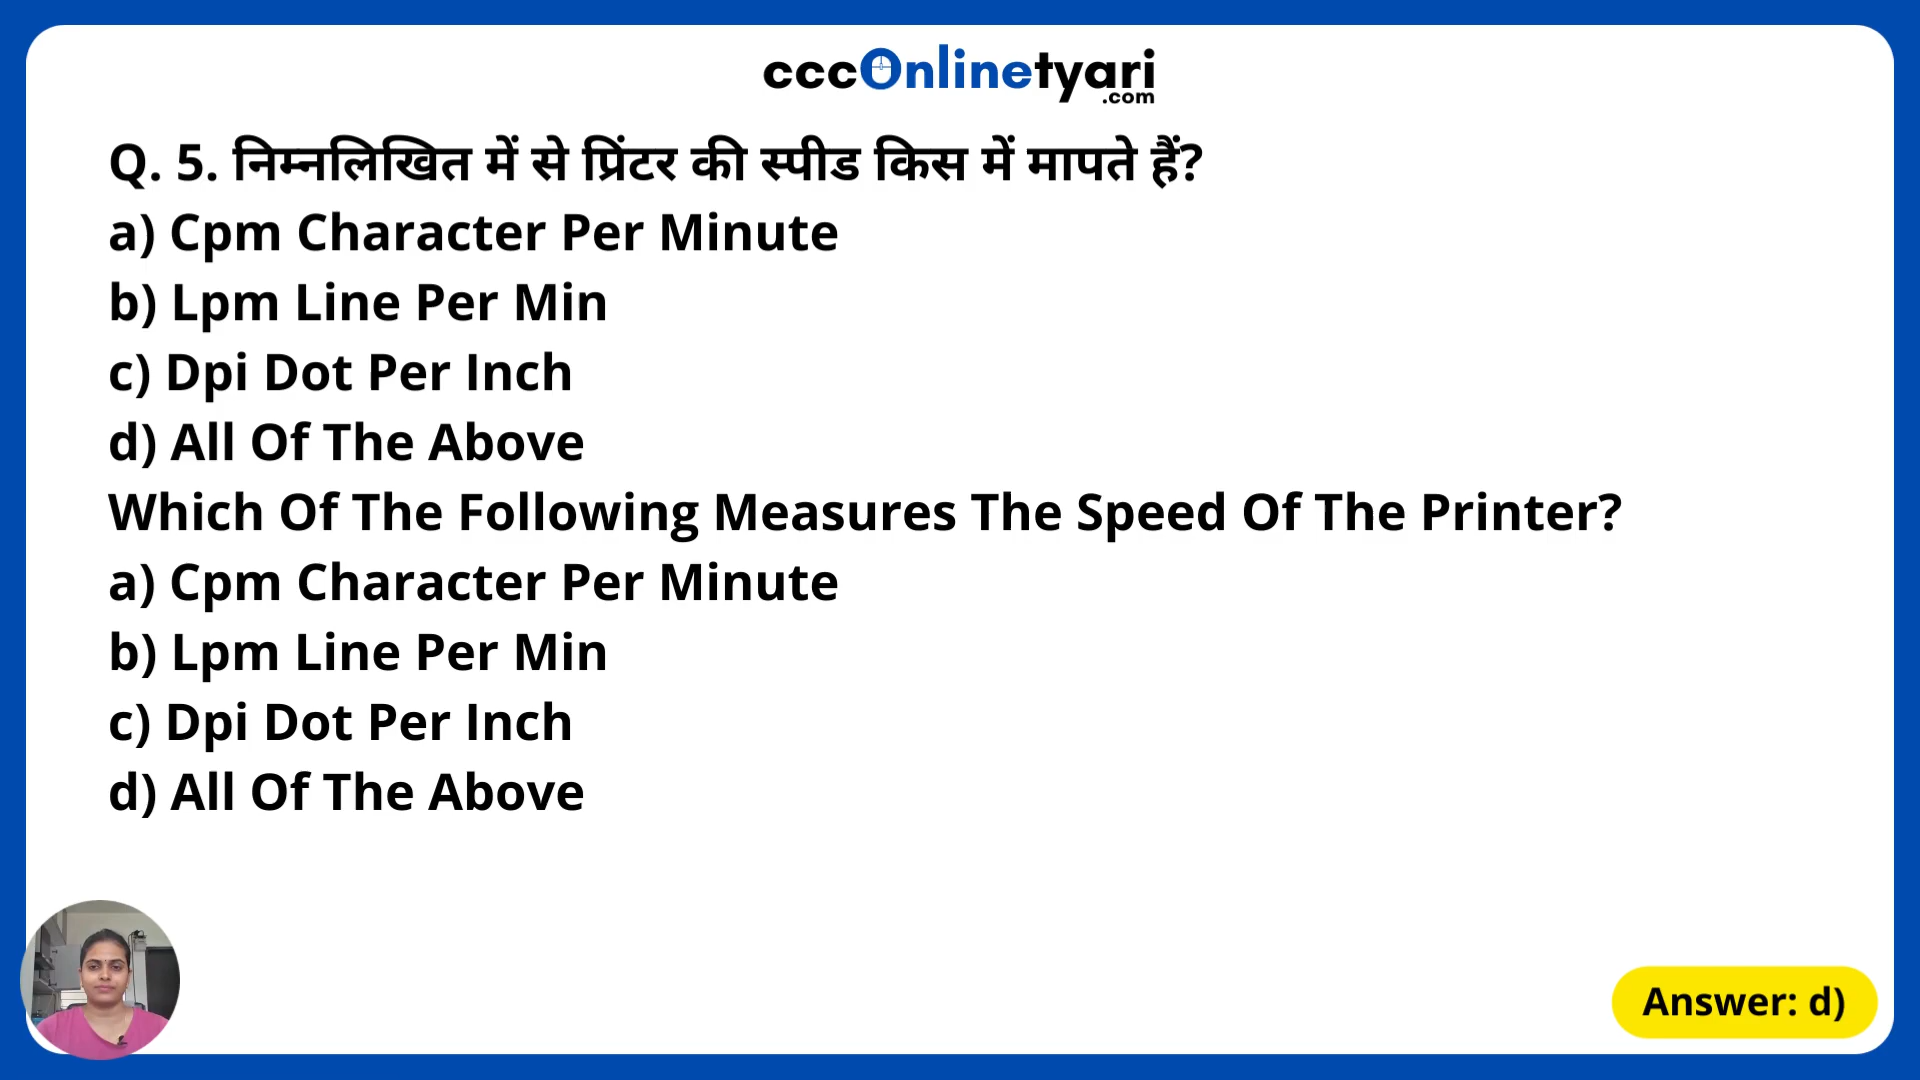 cccOnlinetyari
.com
Q. 5. निम्नलिखित में से प्रिंटर की स्पीड किस में मापते हैं?
a) Cpm Character Per Minute
b) Lpm Line Per Min
c) Dpi Dot Per Inch
d) All Of The Above
Which Of The Following Measures The Speed Of The Printer?
a) Cpm Character Per Minute
b) Lpm Line Per Min
c) Dpi Dot Per Inch
d) All Of The Above
Answer: d)